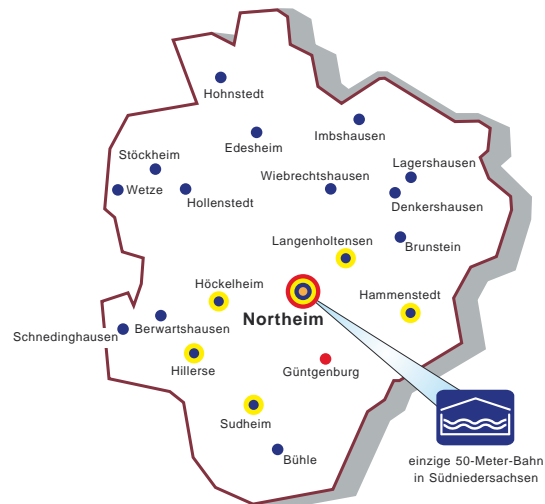 Hohnstedt
Imbshausen
Edesheim
Stöckheim
Lagershausen
Wiebrechtshausen
Wetze
Hollenstedt
Denkershausen
Langenholtensen
Brunstein
Höckelheim
Hammenstedt
Northeim
Berwartshausen
Schnedinghausen
Hillerse
Güntgenburg
Sudheim
Bühle
einzige 50-Meter-Bahn
in Südniedersachsen